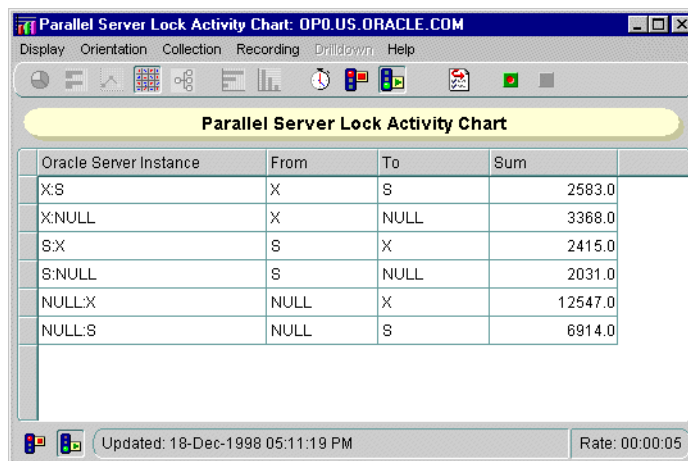 Parallel Server Lock Activity Chart: OP0.US.ORACLE.COM
Display Orientation Collection Recording Drilldown Help
Parallel Server Lock Activity Chart
Oracle Server Instance From To Sum
X:S X S 2583.0
X:NULL X NULL 3368.0
S:X S X 2415.0
S:NULL S NULL 2031.0
NULL:X NULL X 12547.0
NULL:S NULL S 6914.0
Updated: 18-Dec-1998 05:11:19 PM Rate: 00:00:05